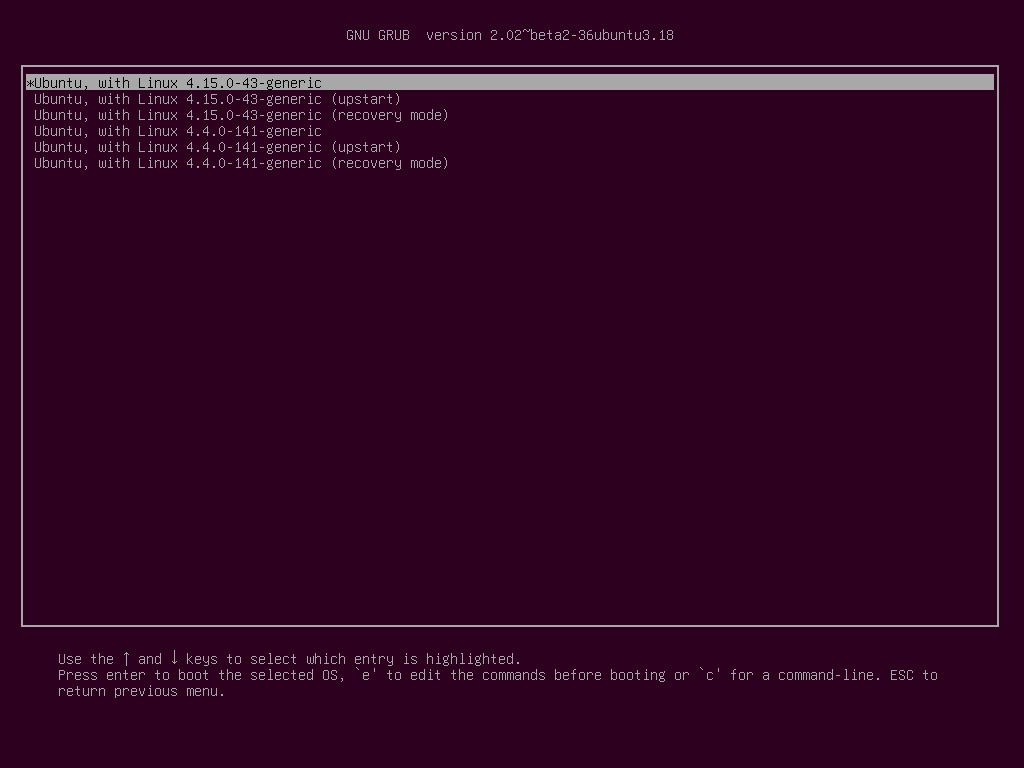 GNU GRUB  version 2.02~beta2-36ubuntu3.18
*Ubuntu, with Linux 4.15.0-43-generic
Ubuntu, with Linux 4.15.0-43-generic (upstart)
Ubuntu, with Linux 4.15.0-43-generic (recovery mode)
Ubuntu, with Linux 4.4.0-141-generic
Ubuntu, with Linux 4.4.0-141-generic (upstart)
Ubuntu, with Linux 4.4.0-141-generic (recovery mode)
Use the ↑ and ↓ keys to select which entry is highlighted.
Press enter to boot the selected OS, `e' to edit the commands before booting or `c' for a command-line. ESC to
return previous menu.